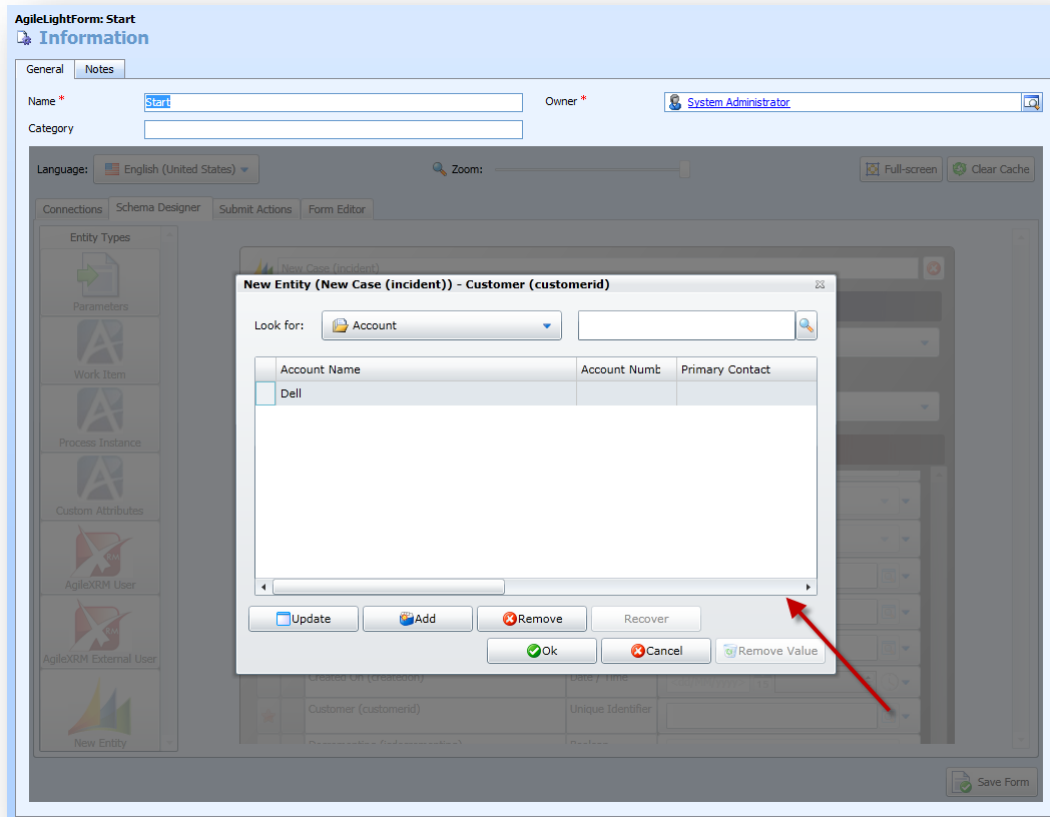 AgileLightForm: Start
Information
General Notes
Name * Start Owner * System Administrator
Category
Language: English (United States) Zoom: Full-screen Clear Cache
Connections Schema Designer Submit Actions Form Editor
Entity Types
Parameters
Work Item
Process Instance
Custom Attributes
AgileXRM User
AgileXRM External User
New Entity
New Case (incident)
New Entity (New Case (incident)) - Customer (customerid)
Look for: Account
Account Name Account Numb Primary Contact
Dell
Update Add Remove Recover
Ok Cancel Remove Value
Created On (createdon) Date / Time
Customer (customerid) Unique Identifier
Save Form